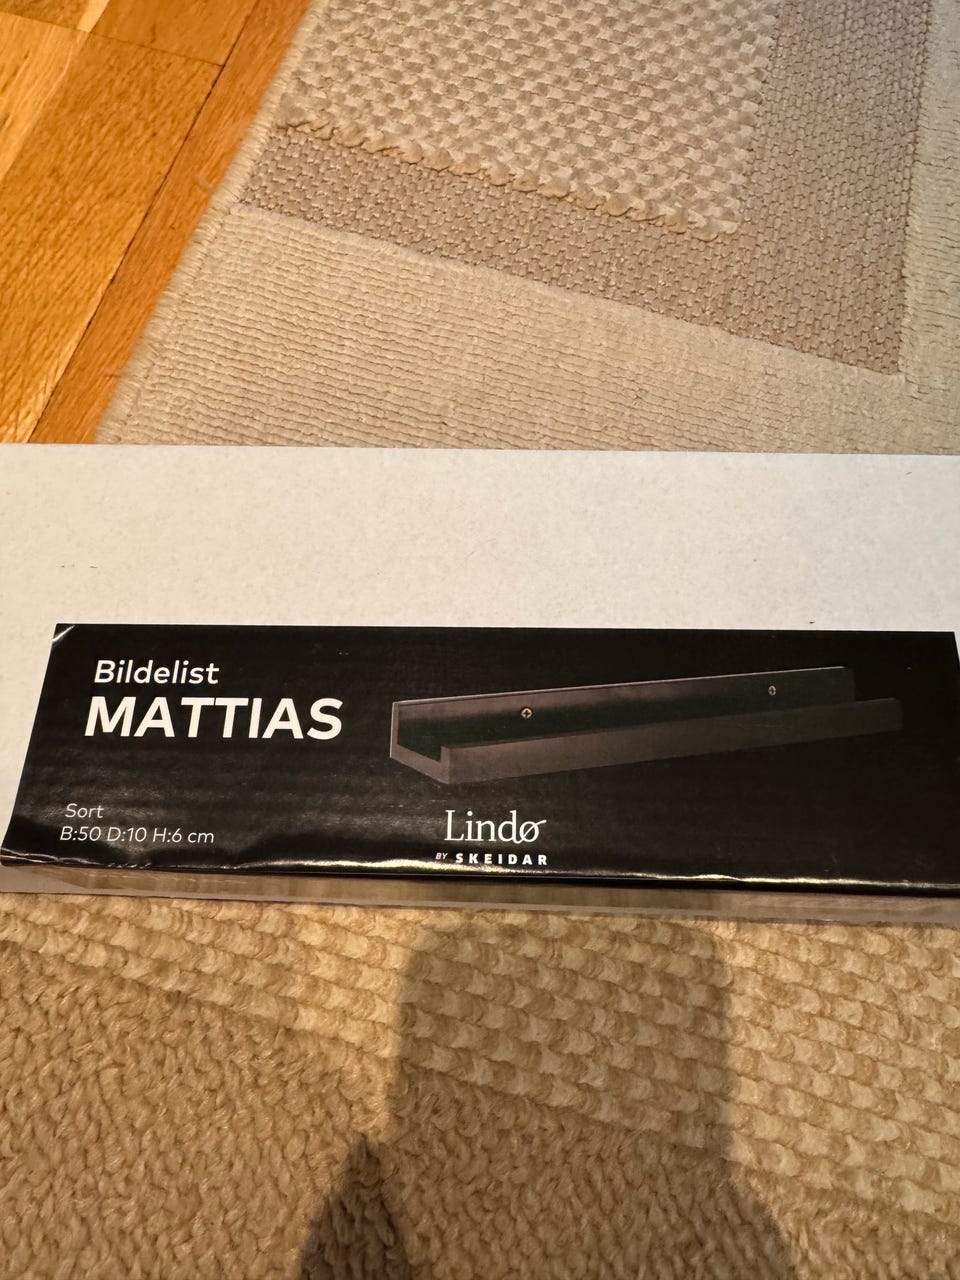 Bildelist
MATTIAS
Sort
B:50 D:10 H:6 cm
Lindø
BY SKEIDAR